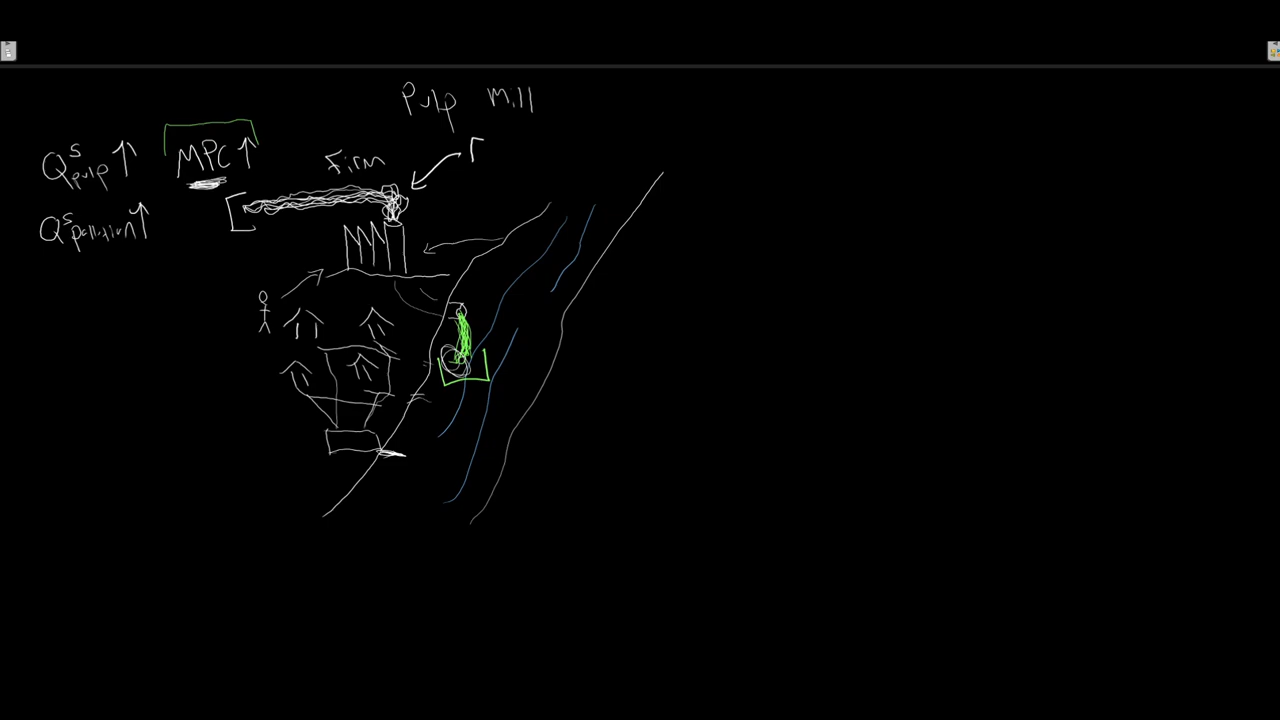 Pulp Mill
Q^S_pulp ↑ MPC ↑
Firm
Q^S_pollution ↑